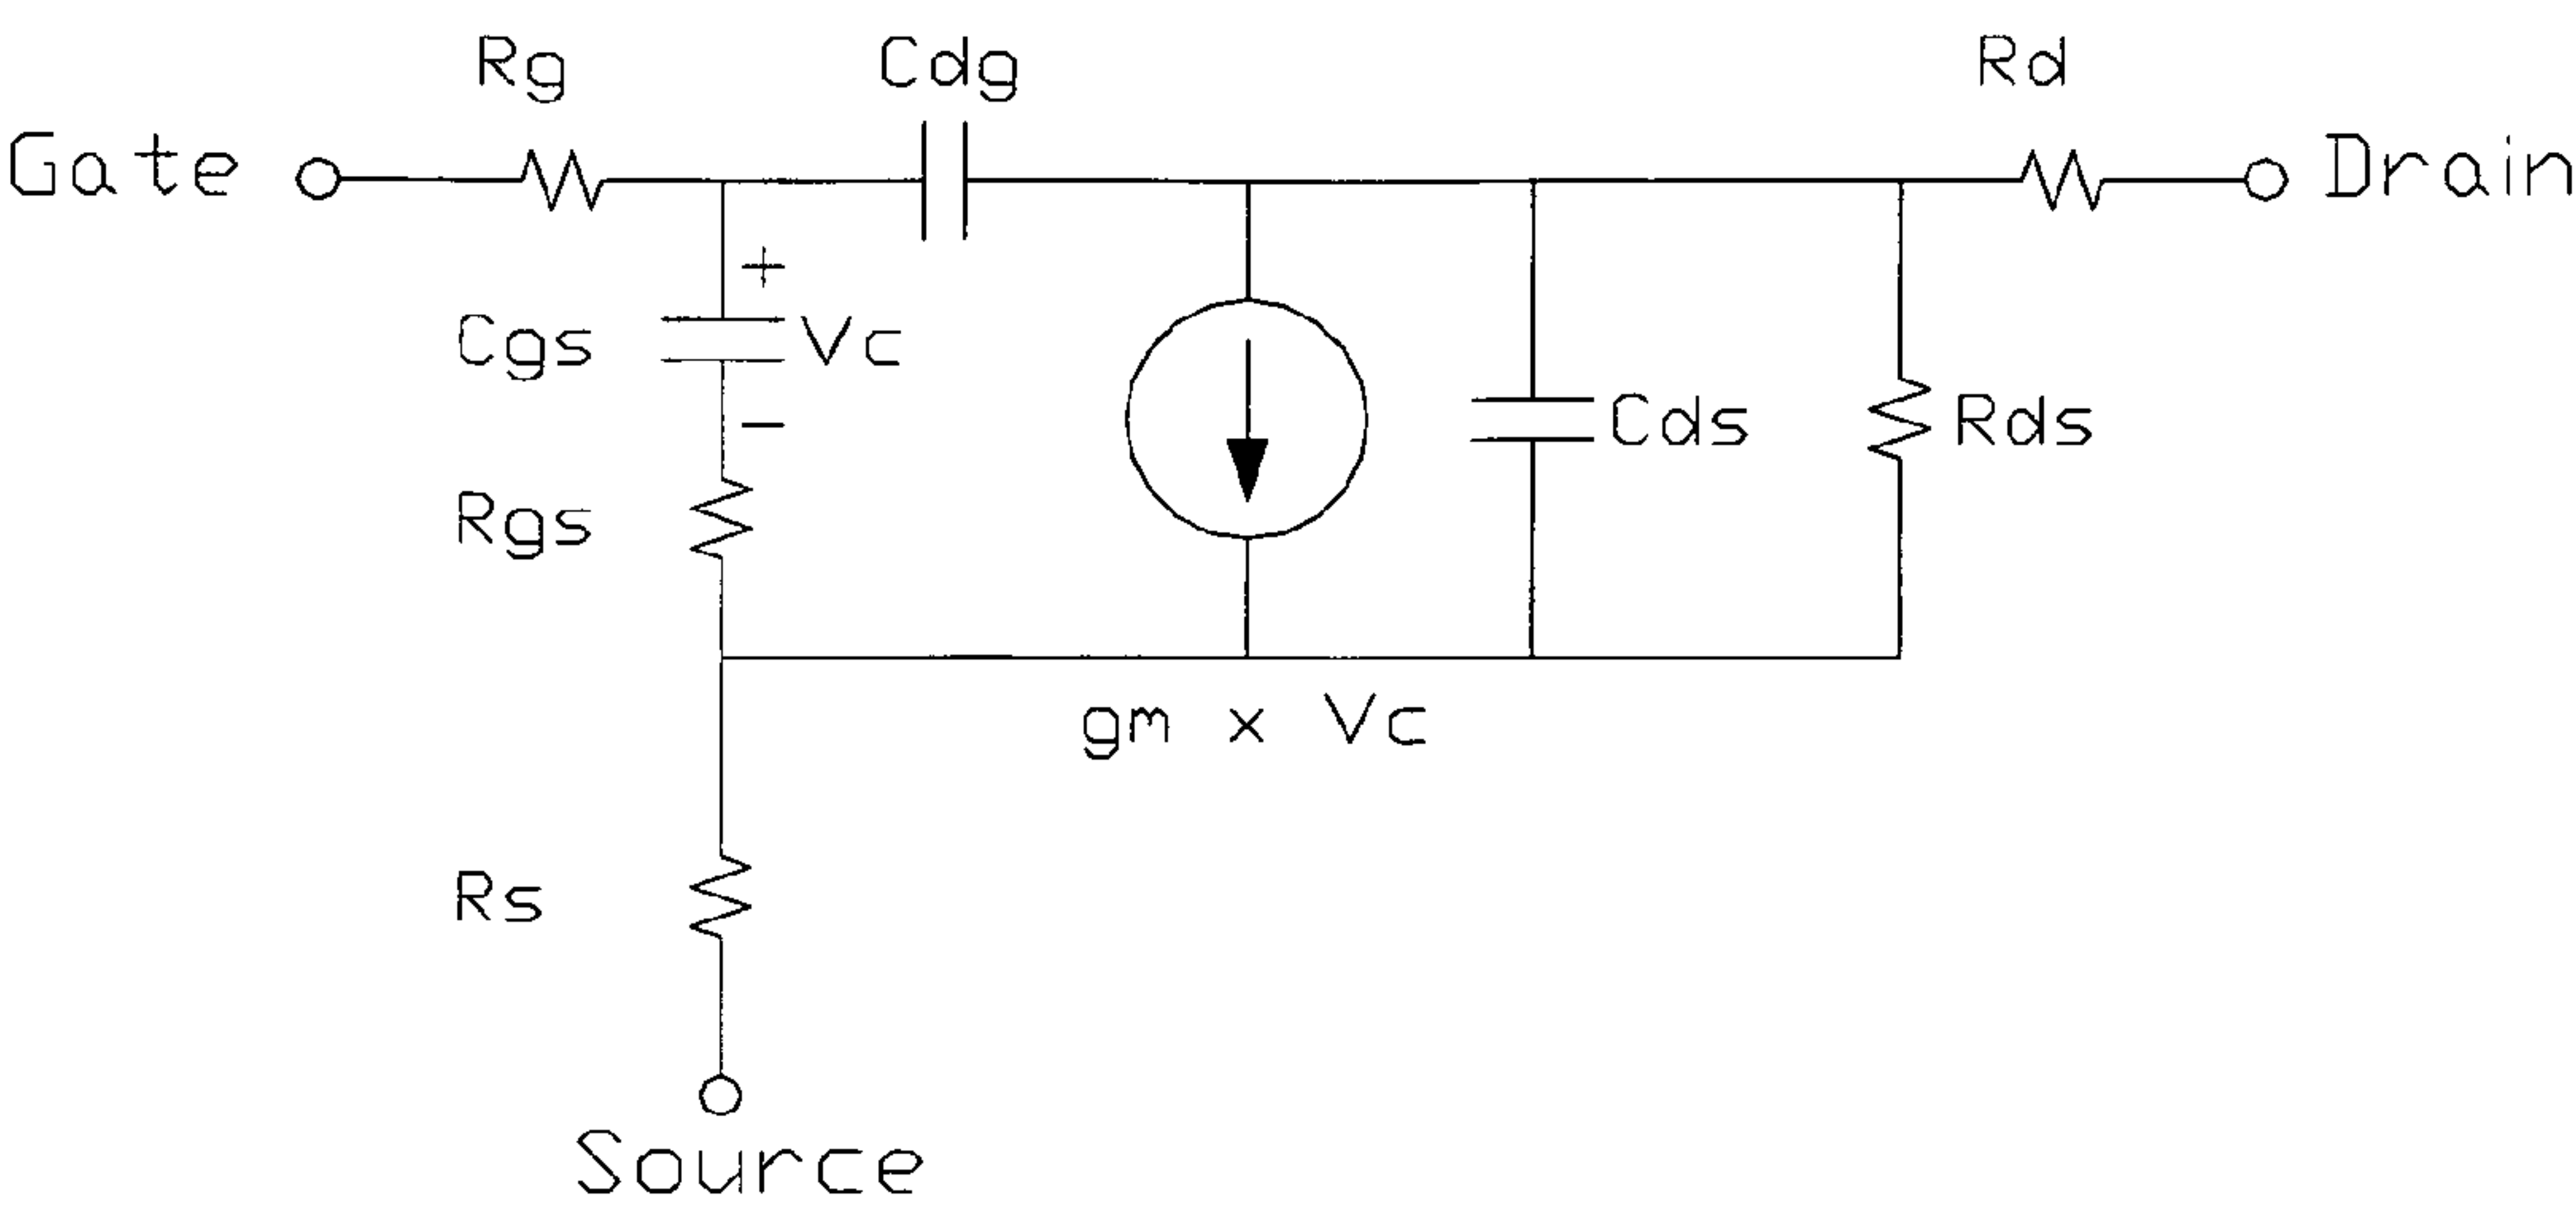 Rg
Cdg
Rd
Gate
Drain
+
Cgs
Vc
Cds
Rds
-
Rgs
gm x Vc
Rs
Source